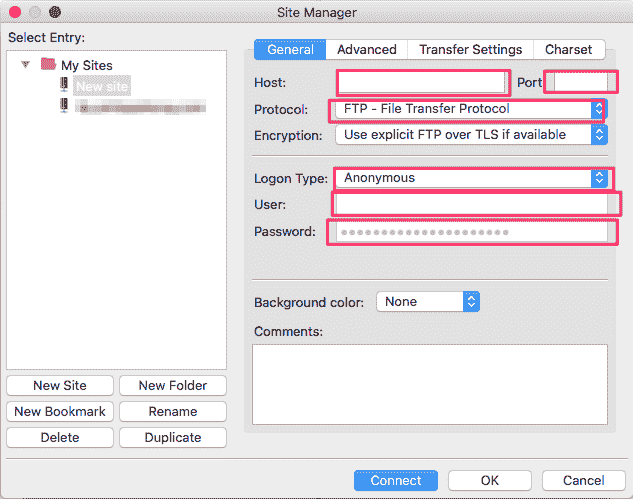 Site Manager
Select Entry:
My Sites
New site
General Advanced Transfer Settings Charset
Host: Port
Protocol: FTP - File Transfer Protocol
Encryption: Use explicit FTP over TLS if available
Logon Type: Anonymous
User:
Password:
Background color: None
Comments:
New Site New Folder
New Bookmark Rename
Delete Duplicate
Connect OK Cancel